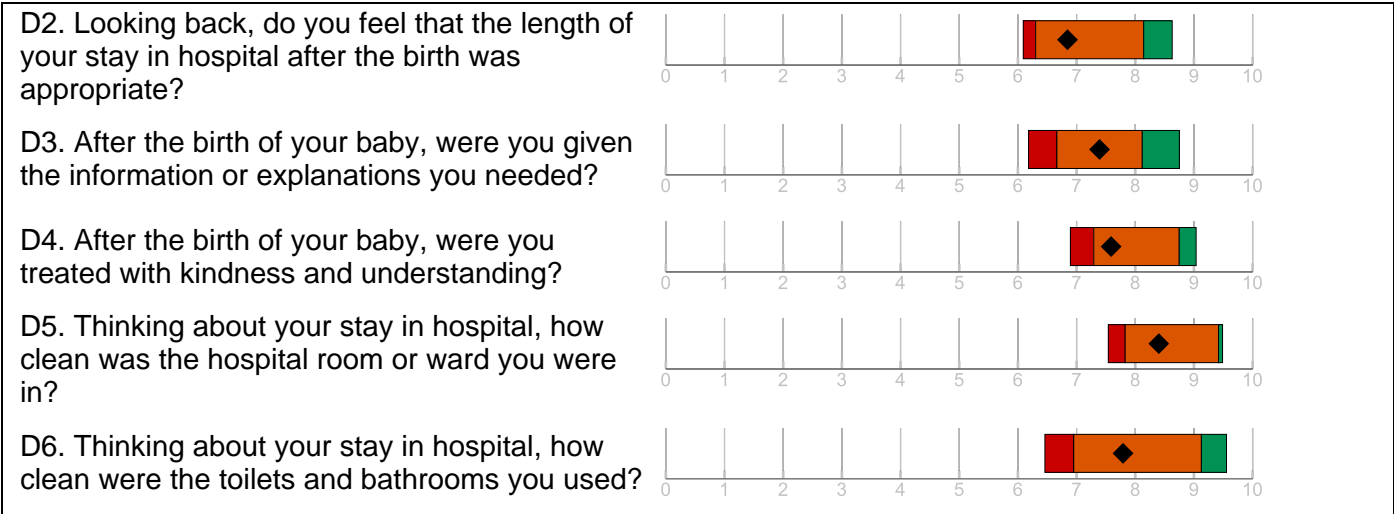 D2. Looking back, do you feel that the length of
your stay in hospital after the birth was
appropriate?
0 1 2 3 4 5 6 7 8 9 10
D3. After the birth of your baby, were you given
the information or explanations you needed?
0 1 2 3 4 5 6 7 8 9 10
D4. After the birth of your baby, were you
treated with kindness and understanding?
0 1 2 3 4 5 6 7 8 9 10
D5. Thinking about your stay in hospital, how
clean was the hospital room or ward you were
in?
0 1 2 3 4 5 6 7 8 9 10
D6. Thinking about your stay in hospital, how
clean were the toilets and bathrooms you used?
0 1 2 3 4 5 6 7 8 9 10